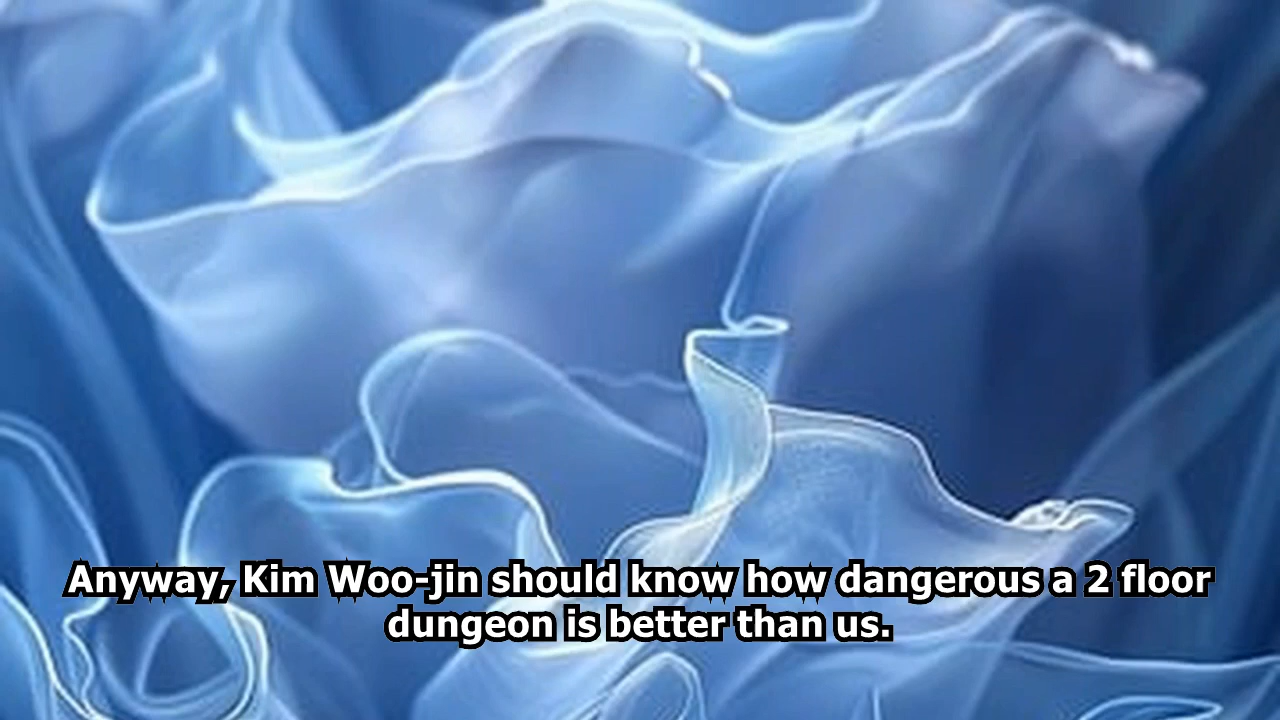 Anyway, Kim Woo-jin should know how dangerous a 2 floor
dungeon is better than us.